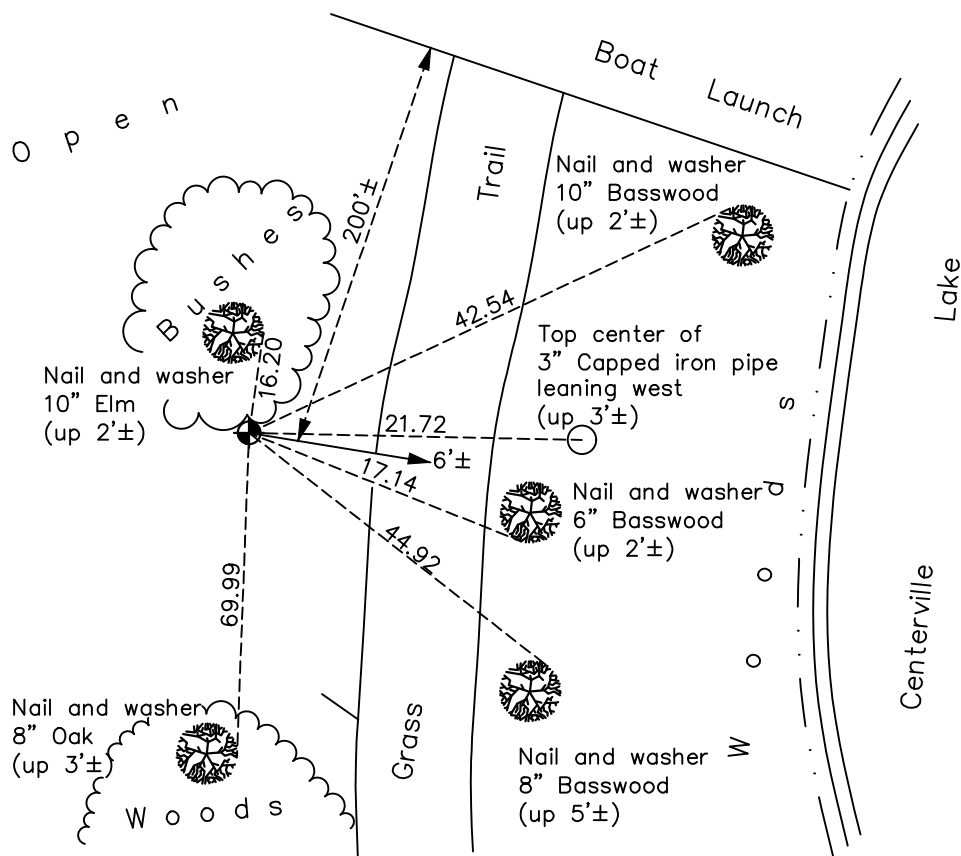 Boat Launch
Open
Nail and washer
10” Basswood
(up 2'±)
Trail
200'±
Bushes
Lake
42.54
Top center of
3” Capped iron pipe
leaning west
(up 3'±)
16.20
Nail and washer
10” Elm
(up 2'±)
21.72
6'±
17.14
Nail and washer
6” Basswood
(up 2'±)
44.92
69.99
Woods
Centerville
Nail and washer
8” Oak
(up 3'±)
Grass
Nail and washer
8” Basswood
(up 5'±)
Woods